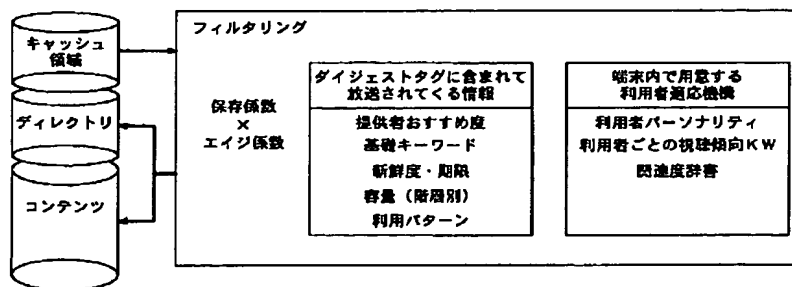 キャッシュ
領域
ディレクトリ
コンテンツ
フィルタリング
保存係数
×
エイジ係数
ダイジェストタグに含まれて
放送されてくる情報
提供者おすすめ度
基礎キーワード
新鮮度・期限
容量（階層別）
利用パターン
端末内で用意する
利用者適応機構
利用者パーソナリティ
利用者ごとの視聴傾向KW
関連度辞書